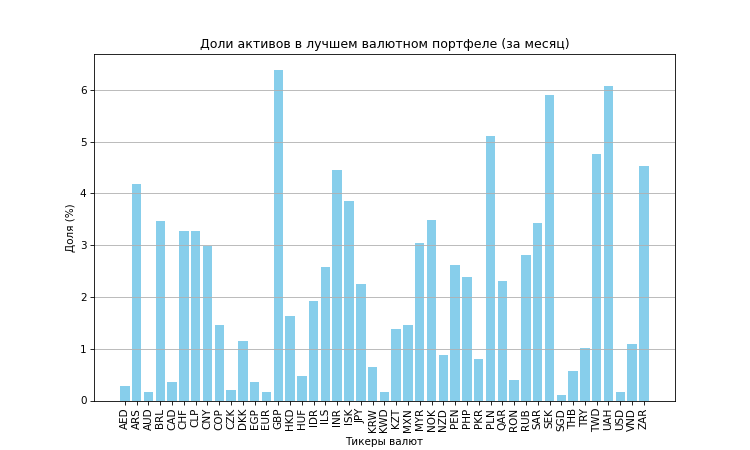 Доли активов в лучшем валютном портфеле (за месяц)
Доля (%)
6
5
4
3
2
1
0
AED ARS AUD BRL CAD CHF CLP CNY COP CZK DKK EGP EUR GBP HKD HUF IDR ILS INR ISK JPY KRW KWD KZT MXN MYR NOK NZD PEN PHP PKR PLN QAR RON RUB SAR SEK SGD THB TRY TWD UAH USD VND ZAR
Тикеры валют